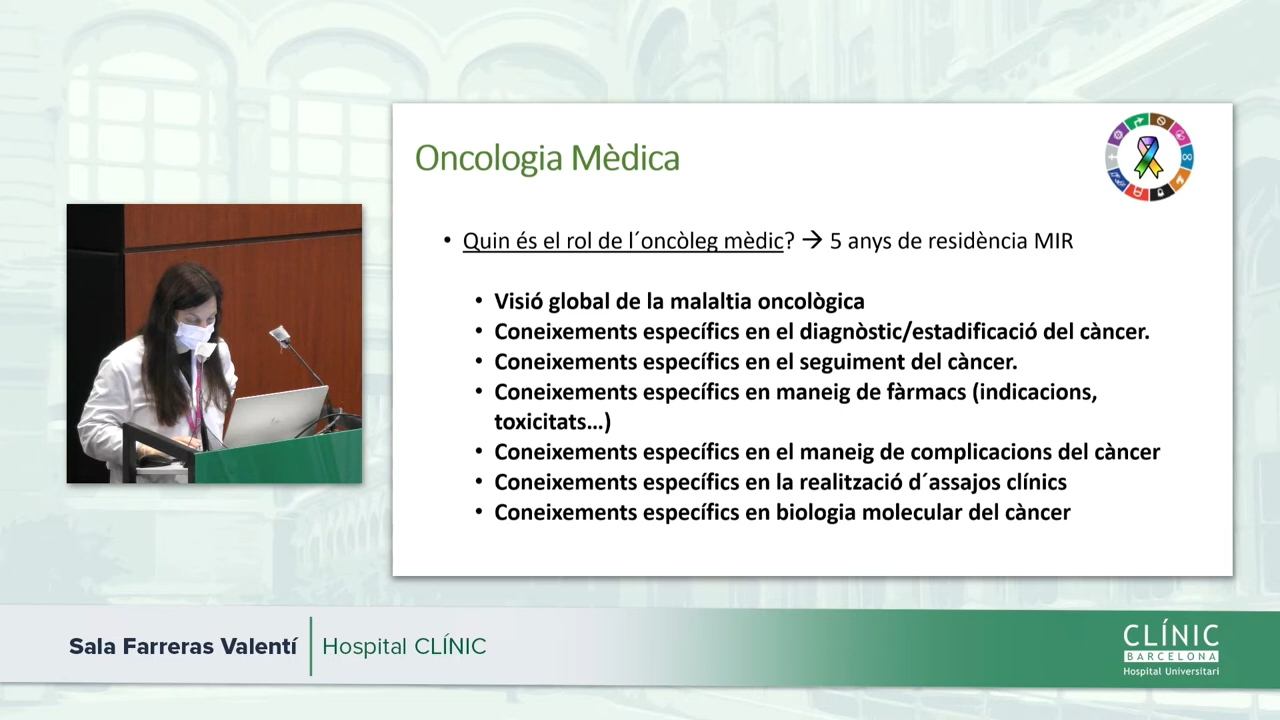 Oncologia Mèdica
• Quin és el rol de l´oncòleg mèdic? → 5 anys de residència MIR
• Visió global de la malaltia oncològica
• Coneixements específics en el diagnòstic/estadificació del càncer.
• Coneixements específics en el seguiment del càncer.
• Coneixements específics en maneig de fàrmacs (indicacions,
toxicitats...)
• Coneixements específics en el maneig de complicacions del càncer
• Coneixements específics en la realització d´assajos clínics
• Coneixements específics en biologia molecular del càncer
Sala Farreras Valentí
Hospital CLÍNIC
CLÍNIC
BARCELONA
Hospital Universitari